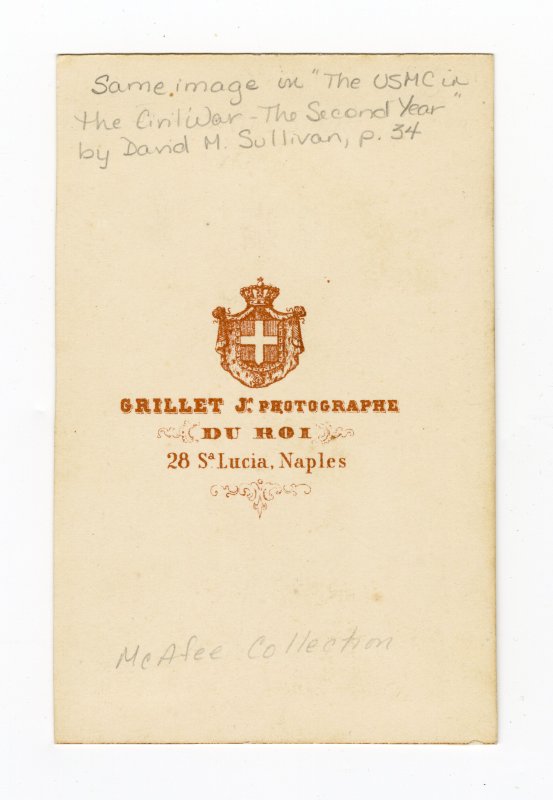 Same image in "The USMC in
the Civil War - The Second Year"
by David M. Sullivan, p. 34
GRILLET Jr. PHOTOGRAPHE
DU ROI
28 Sa. Lucia, Naples
McAfee Collection